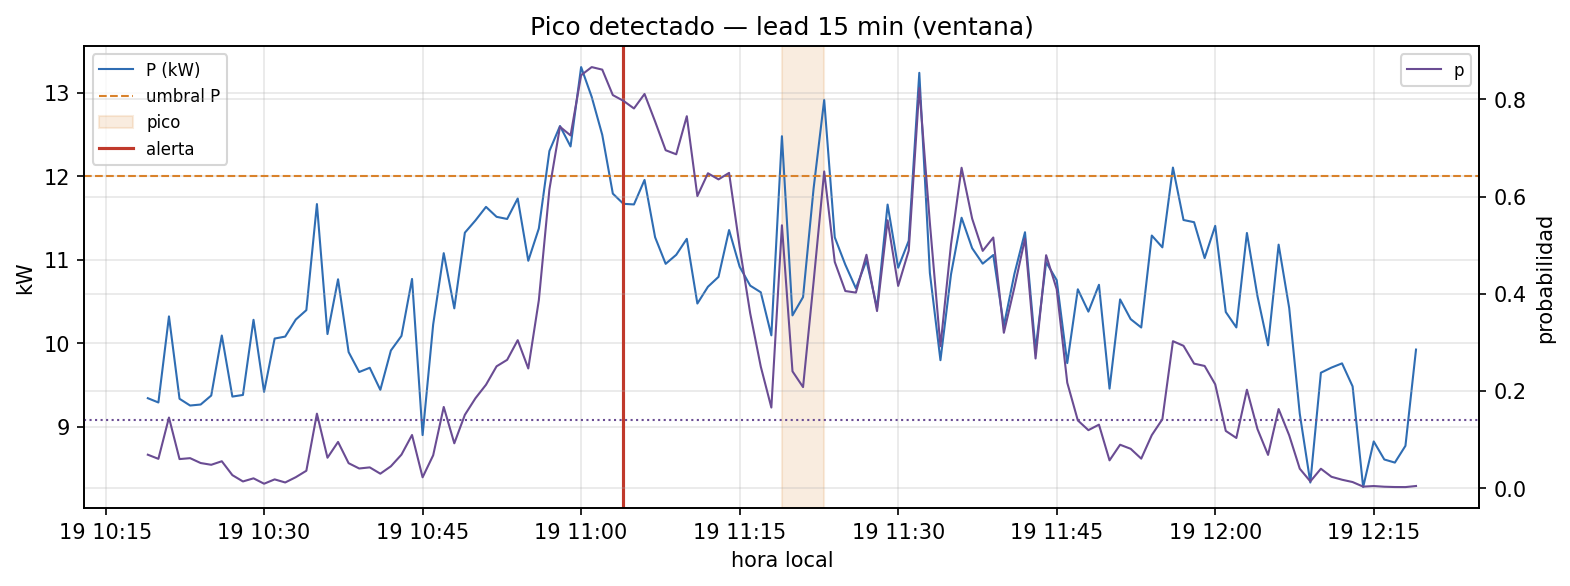 Pico detectado — lead 15 min (ventana)
P (kW)
umbral P
pico
alerta
p
kW
13
12
11
10
9
probabilidad
0.8
0.6
0.4
0.2
0.0
19 10:15 19 10:30 19 10:45 19 11:00 19 11:15 19 11:30 19 11:45 19 12:00 19 12:15
hora local